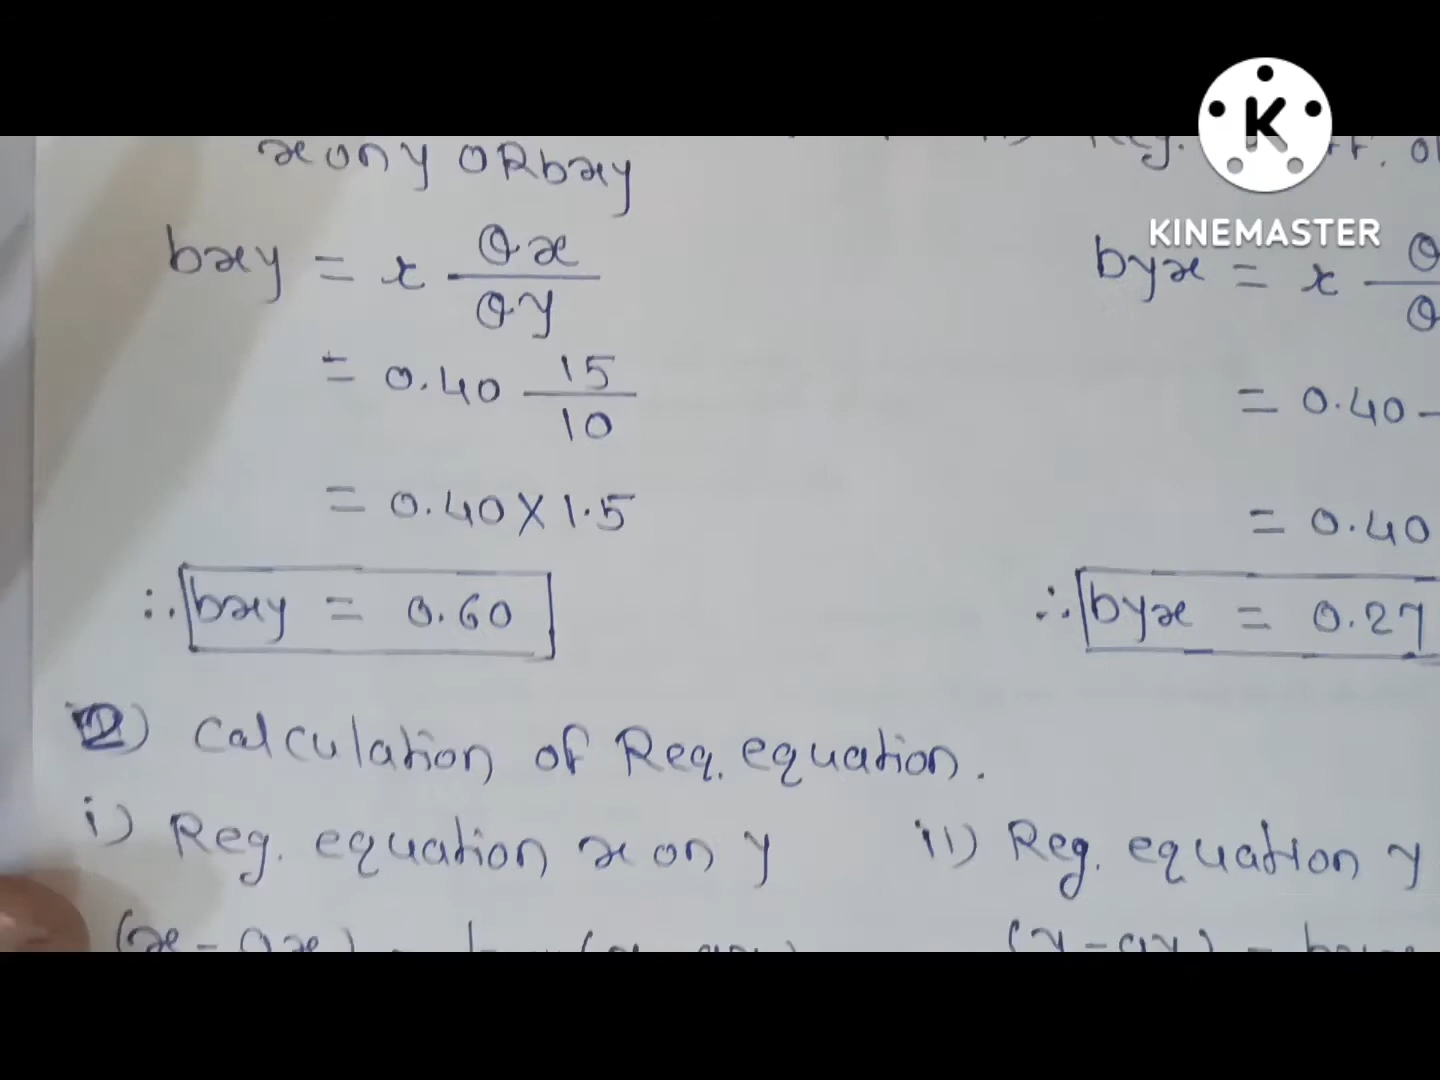 x on y OR bxy
Reg.
KINEMASTER
bxy = r σx / σy
= 0.40 15 / 10
= 0.40 X 1.5
∴ bxy = 0.60
byx = r σ / σ
= 0.40
= 0.40
∴ byx = 0.27
2) Calculation of Reg. equation.
i) Reg. equation x on y
ii) Reg. equation y